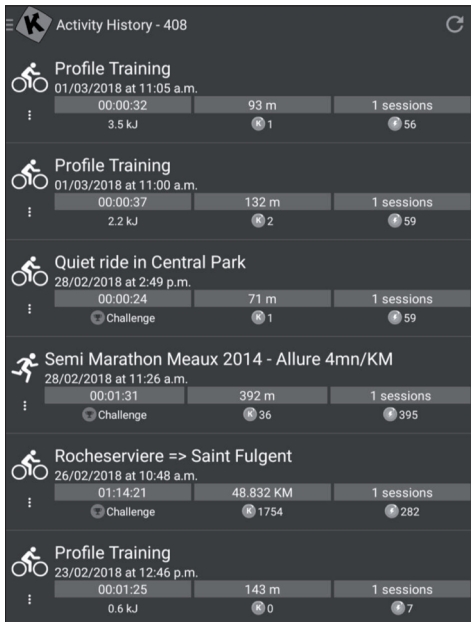 K Activity History - 408
Profile Training
01/03/2018 at 11:05 a.m.
00:00:32 93 m 1 sessions
3.5 kJ K 1 56
Profile Training
01/03/2018 at 11:00 a.m.
00:00:37 132 m 1 sessions
2.2 kJ K 2 59
Quiet ride in Central Park
28/02/2018 at 2:49 p.m.
00:00:24 71 m 1 sessions
Challenge K 1 59
Semi Marathon Meaux 2014 - Allure 4mn/KM
28/02/2018 at 11:26 a.m.
00:01:31 392 m 1 sessions
Challenge K 36 395
Rocheserviere => Saint Fulgent
26/02/2018 at 10:48 a.m.
01:14:21 48.832 KM 1 sessions
Challenge K 1754 282
Profile Training
23/02/2018 at 12:46 p.m.
00:01:25 143 m 1 sessions
0.6 kJ K 0 7